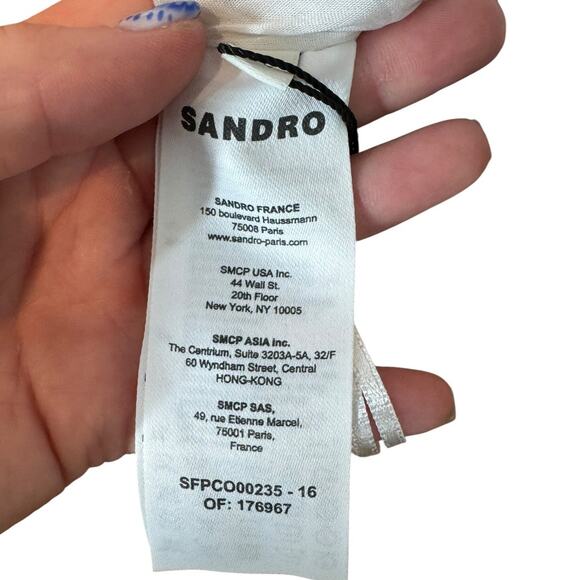 SANDRO
SANDRO FRANCE
150 boulevard Haussmann
75008 Paris
www.sandro-paris.com
SMCP USA Inc.
44 Wall St.
20th Floor
New York, NY 10005
SMCP ASIA Inc.
The Centrium, Suite 3203A-5A, 32/F
60 Wyndham Street, Central
HONG-KONG
SMCP SAS,
49, rue Etienne Marcel,
75001 Paris,
France
SFPCO00235 - 16
OF: 176967